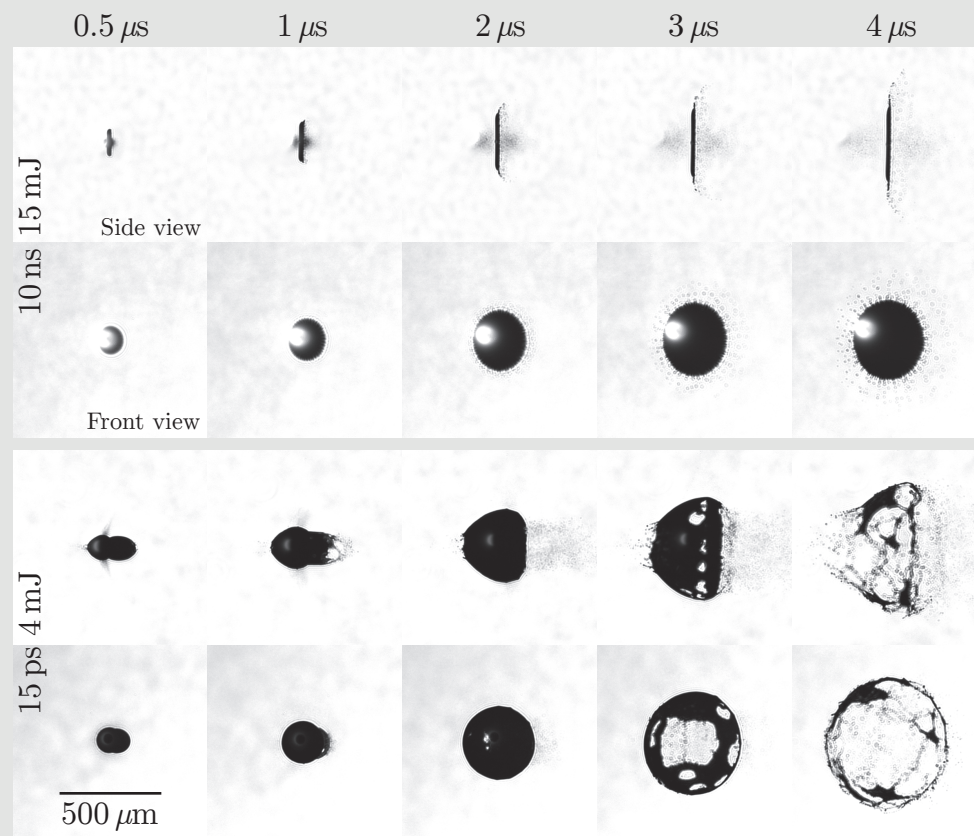 0.5 μs 1 μs 2 μs 3 μs 4 μs
10 ns 15 mJ
Side view
Front view
15 ps 4 mJ
500 μm